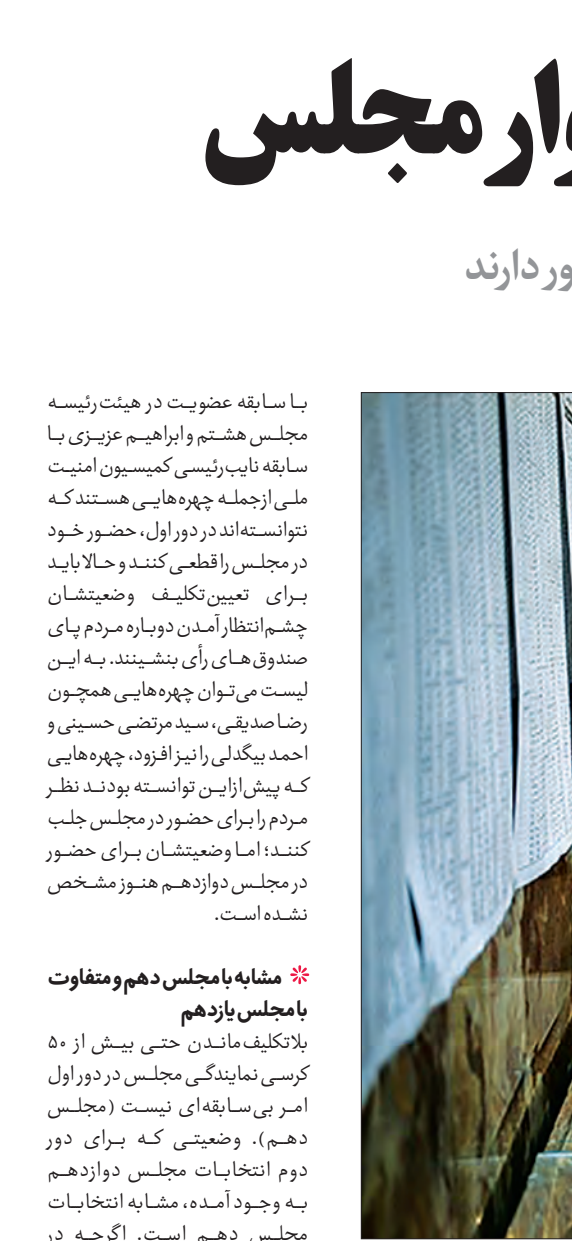 وار مجلس
ور دارند
با سابقه عضویت در هیئت رئیسه
مجلس هشتم و ابراهیم عزیزی با
سابقه نایب رئیسی کمیسیون امنیت
ملی از جمله چهره‌هایی هستند که
نتوانسته‌اند در دور اول، حضور خود
در مجلس را قطعی کنند و حالا باید
برای تعیین تکلیف وضعیتشان
چشم انتظار آمدن دوباره مردم پای
صندوق‌های رأی بنشینند. به این
لیست می‌توان چهره‌هایی همچون
رضا صدیقی، سید مرتضی حسینی و
احمد بیگدلی را نیز افزود، چهره‌هایی
که پیش از این توانسته بودند نظر
مردم را برای حضور در مجلس جلب
کنند؛ اما وضعیتشان برای حضور
در مجلس دوازدهم هنوز مشخص
نشده است.
مشابه با مجلس دهم و متفاوت
با مجلس یازدهم
بلاتکلیف ماندن حتی بیش از ۵۰
کرسی نمایندگی مجلس در دور اول
امر بی‌سابقه‌ای نیست (مجلس
دهم). وضعیتی که برای دور
دوم انتخابات مجلس دوازدهم
به وجود آمده، مشابه انتخابات
مجلس دهم است. اگرچه در